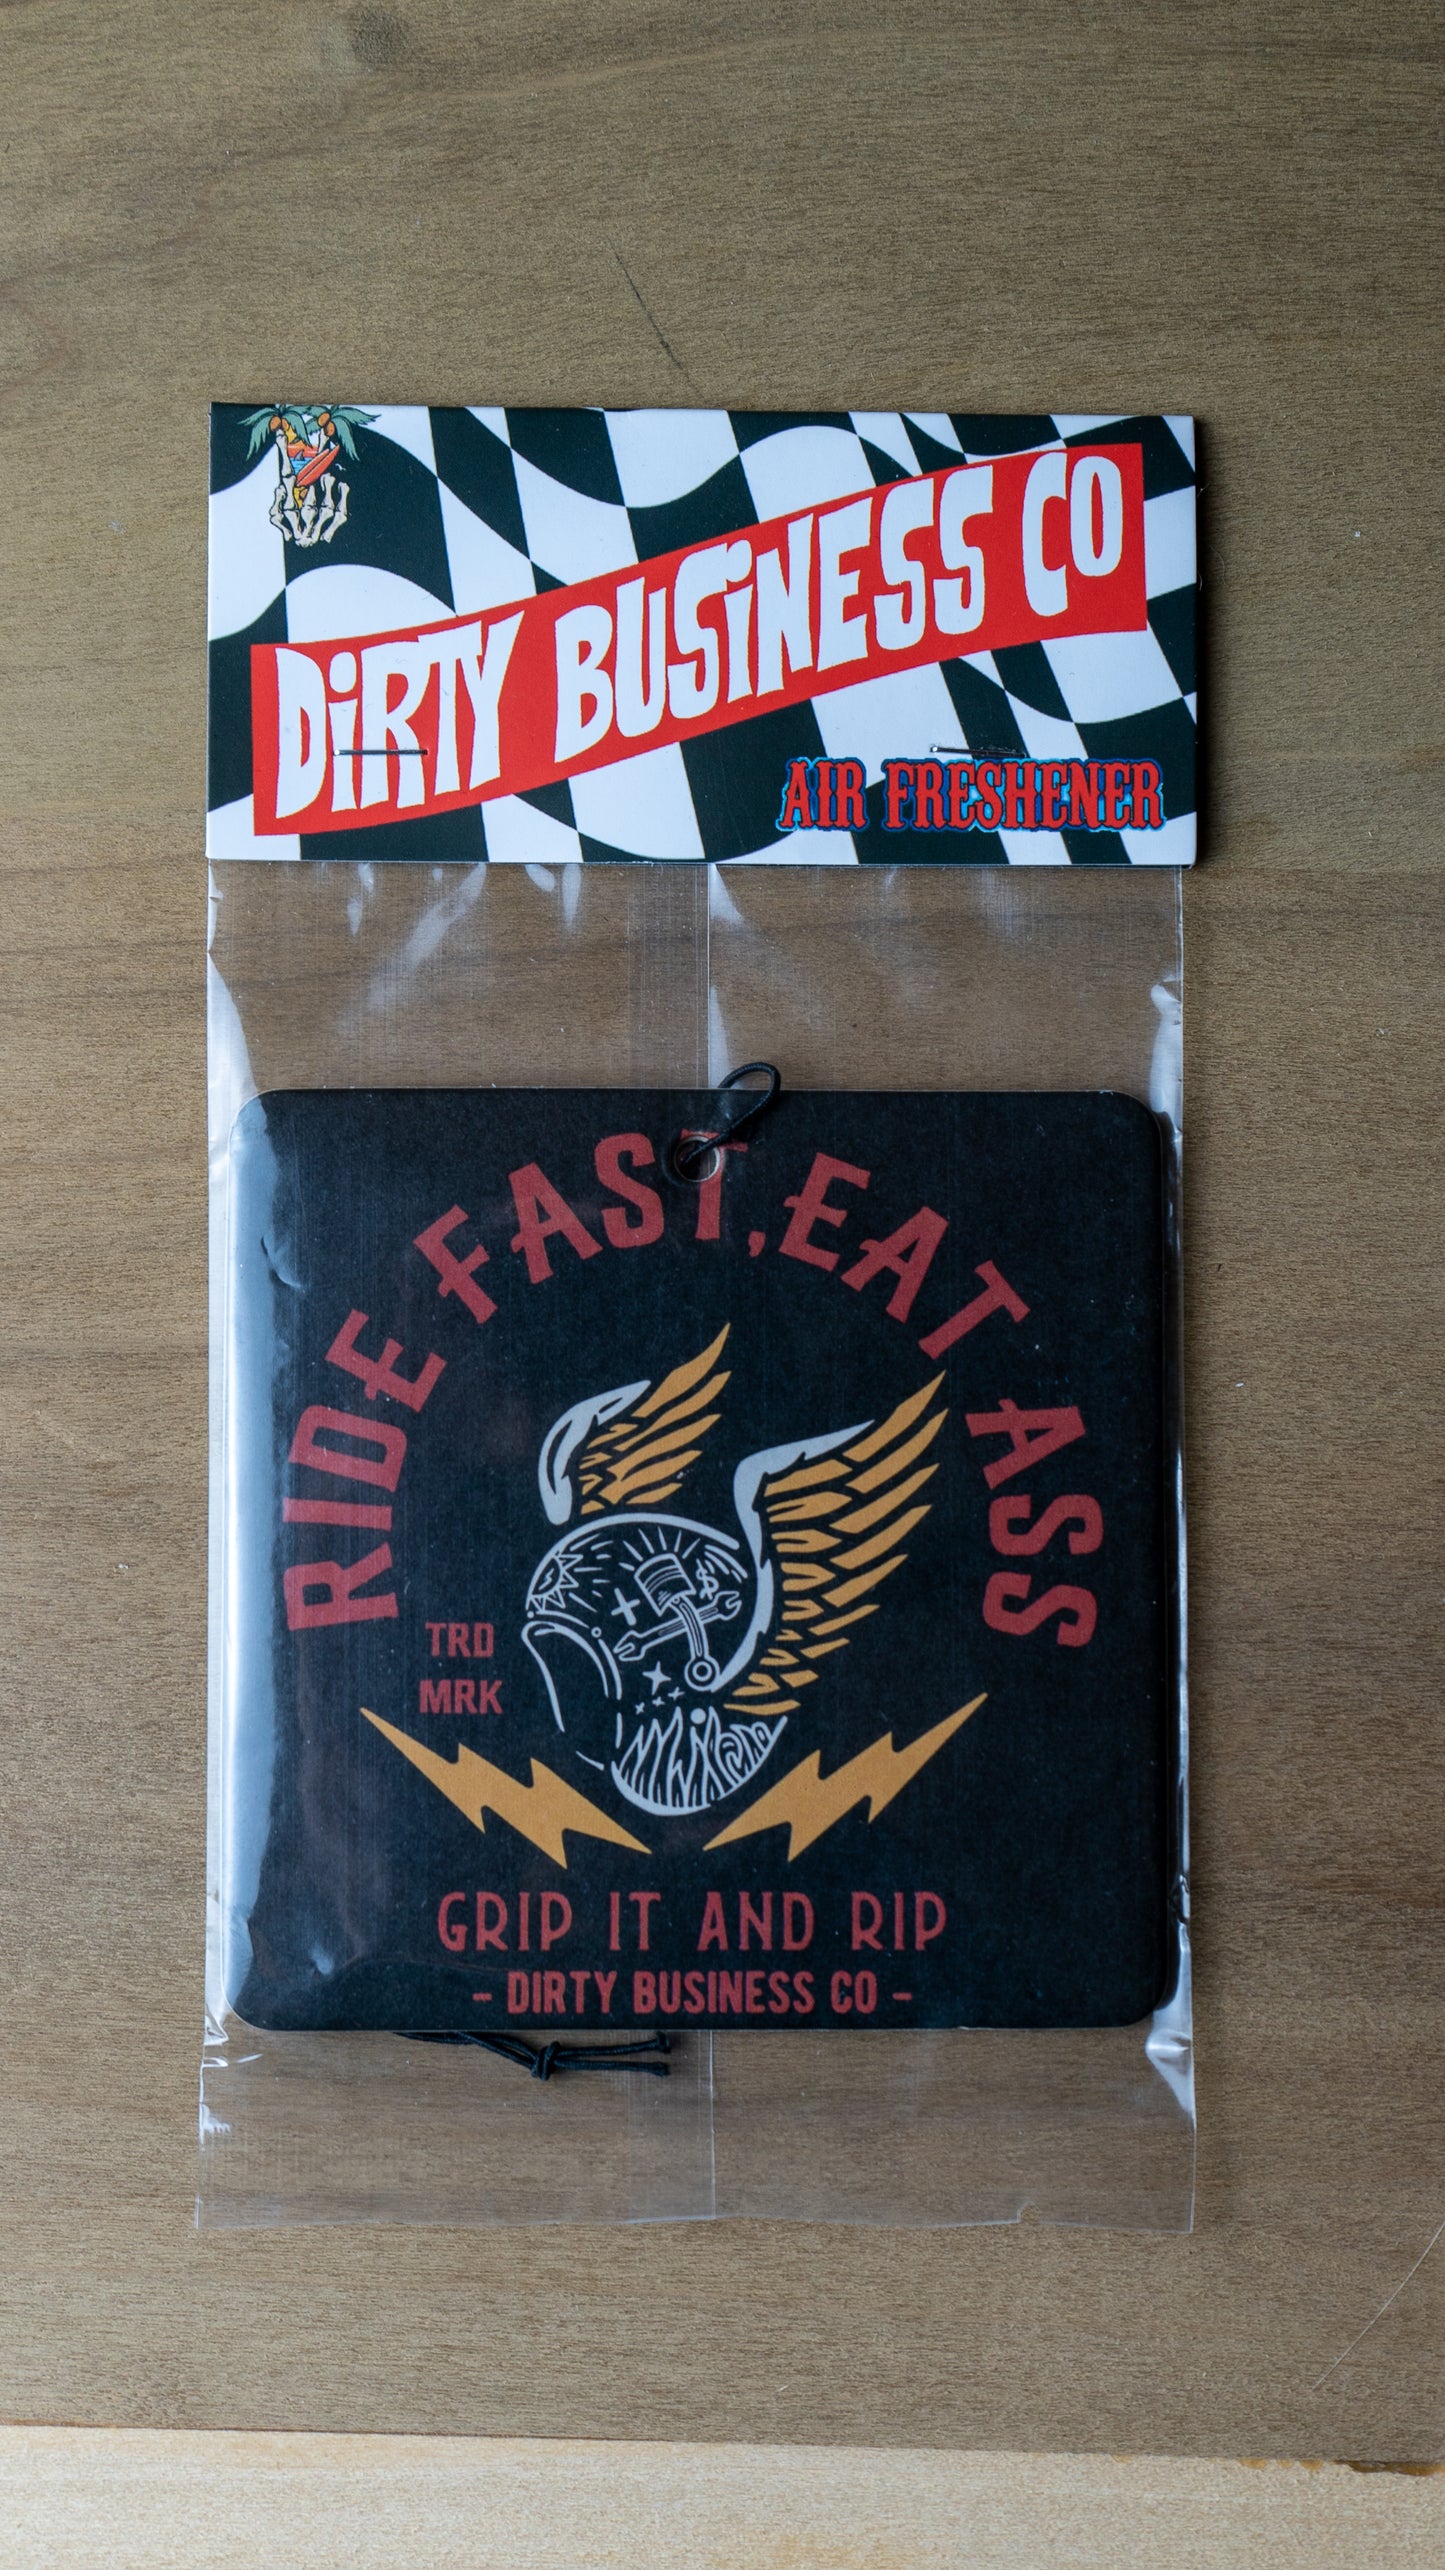 DiRTY BUSiNESS CO
AIR FRESHENER
RIDE FAST, EAT ASS
TRD
MRK
GRIP IT AND RIP
- DIRTY BUSINESS CO -